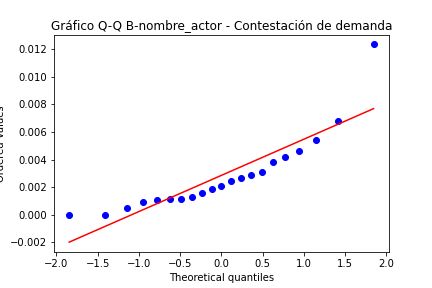 Gráfico Q-Q B-nombre_actor - Contestación de demanda
0.012
0.010
0.008
0.006
0.004
0.002
0.000
−0.002
values
−2.0 −1.5 −1.0 −0.5 0.0 0.5 1.0 1.5 2.0
Theoretical quantiles